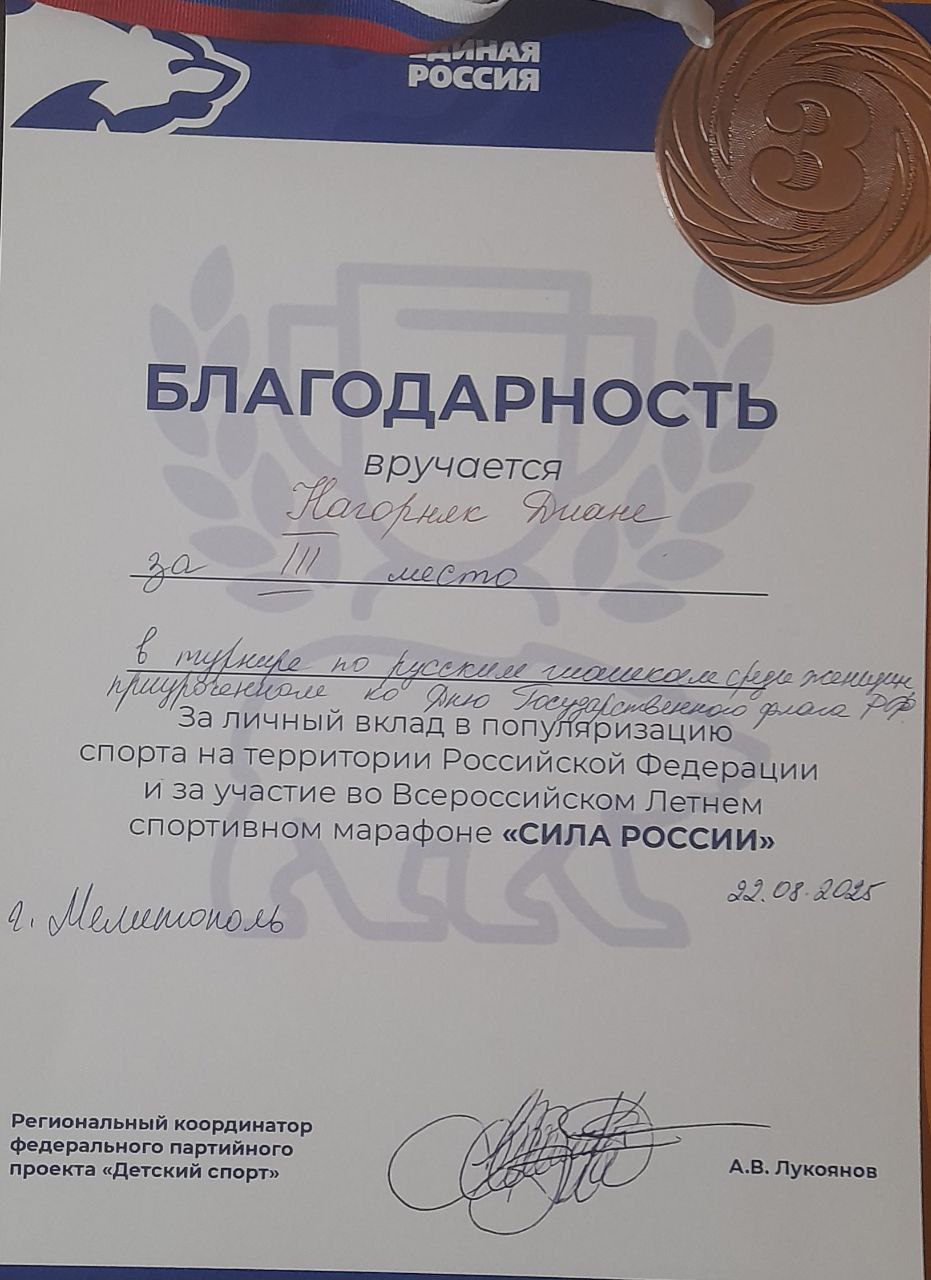 ЕДИНАЯ
РОССИЯ
3
БЛАГОДАРНОСТЬ
вручается
Нагорняк Диане
за III место
в турнире по русским шашкам среди женщин
приуроченном ко Дню Государственного флага РФ.
За личный вклад в популяризацию
спорта на территории Российской Федерации
и за участие во Всероссийском Летнем
спортивном марафоне «СИЛА РОССИИ»
22.08.2025
г. Мелитополь
Региональный координатор
федерального партийного
проекта «Детский спорт»
А.В. Лукоянов